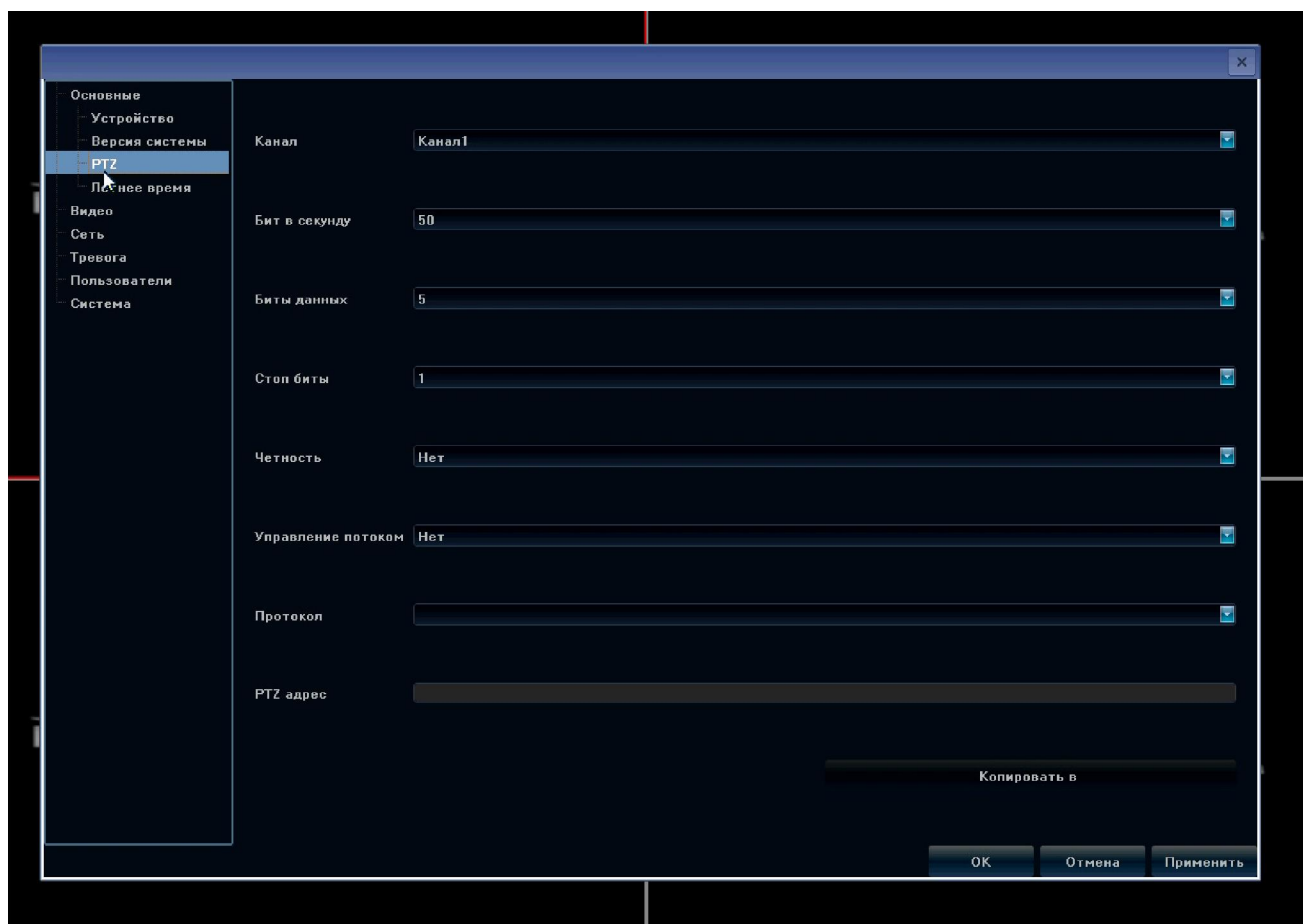 Основные
Устройство
Версия системы
PTZ
Летнее время
Видео
Сеть
Тревога
Пользователи
Система
Канал Канал1
Бит в секунду 50
Биты данных 5
Стоп биты 1
Четность Нет
Управление потоком Нет
Протокол
PTZ адрес
Копировать в
OK Отмена Применить